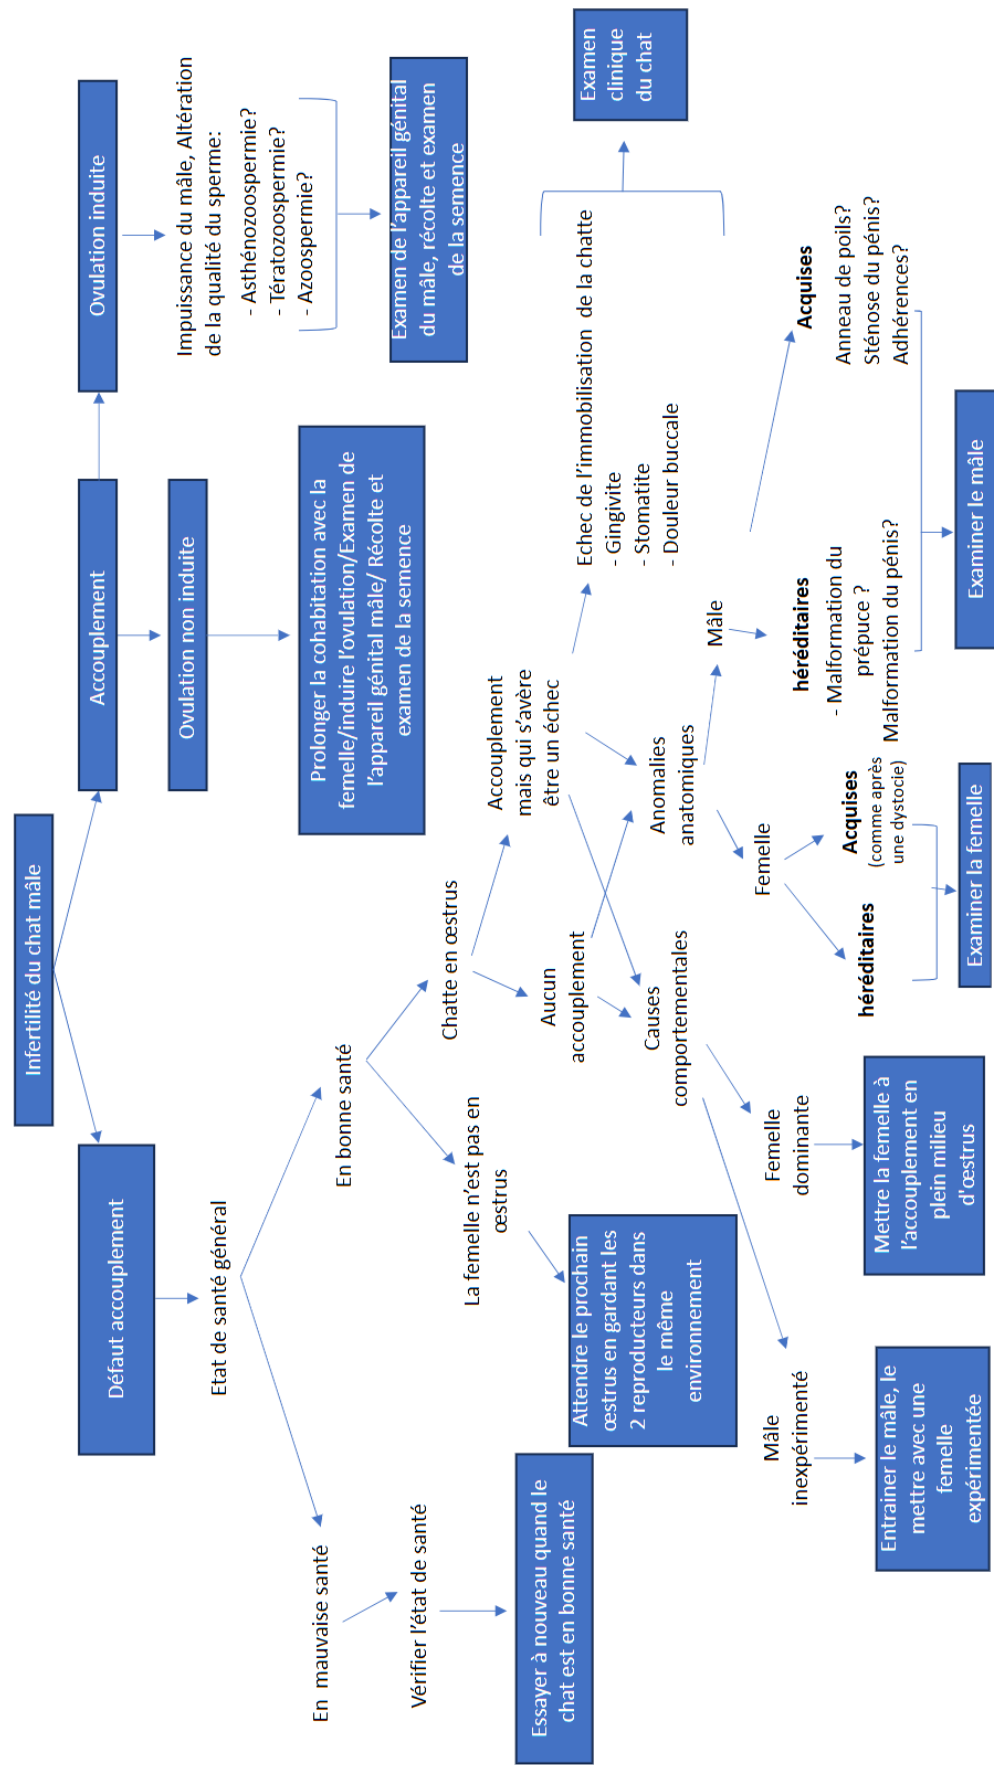 Infertilité du chat mâle
Défaut accouplement
Accouplement
Ovulation induite
Ovulation non induite
Impuissance du mâle, Altération
de la qualité du sperme:
- Asthénozoospermie?
- Tératozoospermie?
- Azoospermie?
Examen de l'appareil génital
du mâle, récolte et examen
de la semence
Prolonger la cohabitation avec la
femelle/induire l'ovulation/Examen de
l'appareil génital mâle/ Récolte et
examen de la semence
Etat de santé général
En mauvaise santé
En bonne santé
Vérifier l'état de santé
Essayer à nouveau quand le
chat est en bonne santé
La femelle n'est pas en
œstrus
Chatte en œstrus
Attendre le prochain
œstrus en gardant les
2 reproducteurs dans
le même
environnement
Aucun
accouplement
Accouplement
mais qui s'avère
être un échec
Echec de l'immobilisation de la chatte
- Gingivite
- Stomatite
- Douleur buccale
Examen
clinique
du chat
Causes
comportementales
Anomalies
anatomiques
Mâle
inexpérimenté
Femelle
dominante
Femelle
Mâle
Entrainer le mâle, le
mettre avec une
femelle
expérimentée
Mettre la femelle à
l'accouplement en
plein milieu
d'œstrus
héréditaires
Acquises
(comme après
une dystocie)
Examiner la femelle
héréditaires
- Malformation du
prépuce ?
Malformation du pénis?
Acquises
Anneau de poils?
Sténose du pénis?
Adhérences?
Examiner le mâle